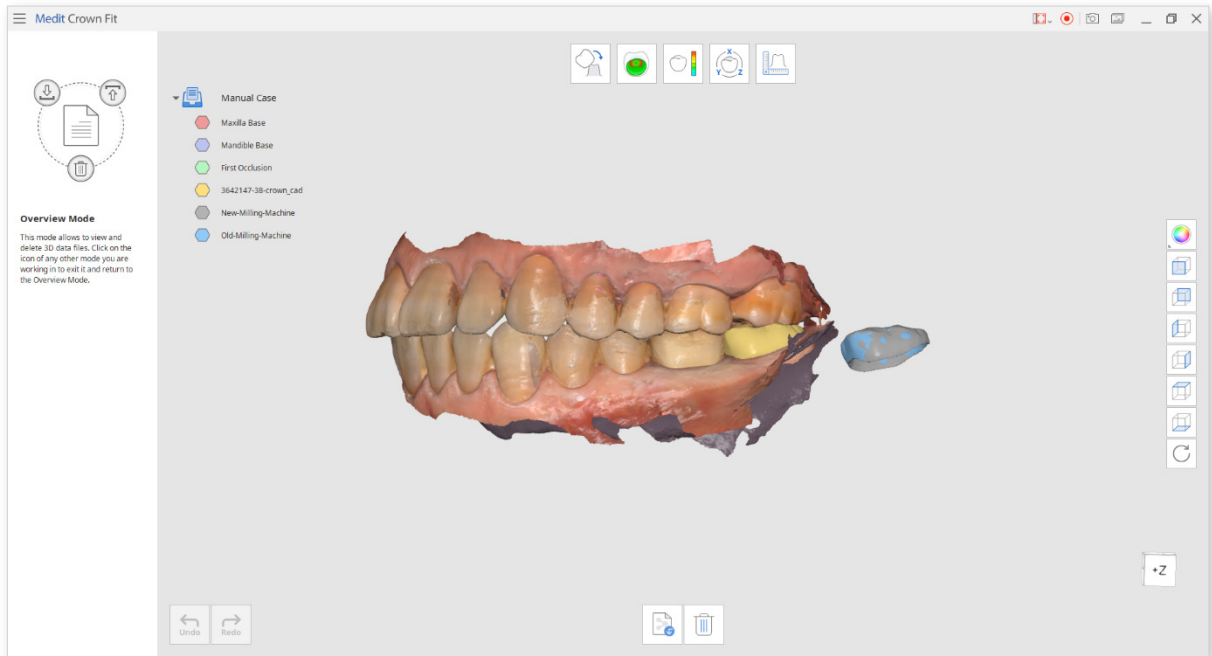 Medit Crown Fit
Overview Mode
This mode allows to view and
delete 3D data files. Click on the
icon of any other mode you are
working in to exit it and return to
the Overview Mode.
Manual Case
Maxilla Base
Mandible Base
First Occlusion
3642147-38-crown_cad
New-Milling-Machine
Old-Milling-Machine
X
Y Z
+Z
Undo Redo